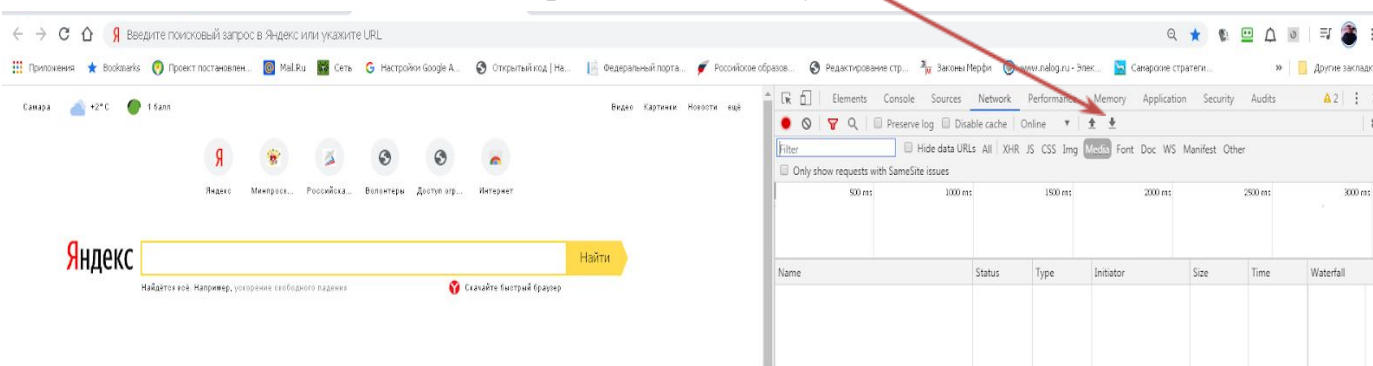 Я Введите поисковый запрос в Яндекс или укажите URL
Приложения Bookmarks Проект постановлен... Mail.Ru Сеть Настройки Google А... Открытый код | На... Федеральный порта... Российское образов... Редактирование стр... Законы Мерфи www.nalog.ru - Элек... Самарские стратеги... » Другие заклад
Самара +2°C 1 балл Видео Картинки Новости ещё
Elements Console Sources Network Performance Memory Application Security Audits 2
Preserve log Disable cache Online
Filter Hide data URLs All XHR JS CSS Img Media Font Doc WS Manifest Other
Only show requests with SameSite issues
500 ms 1000 ms 1500 ms 2000 ms 2500 ms 3000 ms
Name Status Type Initiator Size Time Waterfall
Я
Яндекс Минпросв... Российска... Волонтеры Доступ огр... Интернет
Яндекс Найти
Найдётся всё. Например, ускорение свободного падения Скачайте быстрый браузер